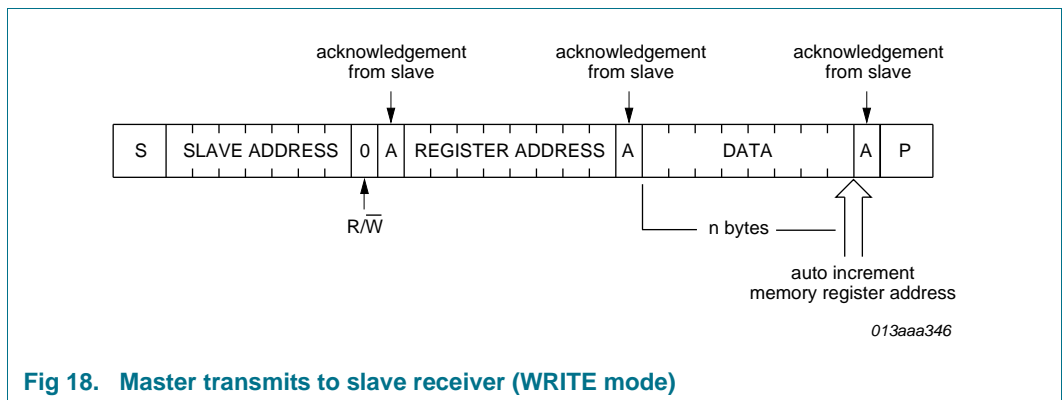 acknowledgement
from slave
acknowledgement
from slave
acknowledgement
from slave
S SLAVE ADDRESS 0 A REGISTER ADDRESS A DATA A P
R/W̅
n bytes
auto increment
memory register address
013aaa346
Fig 18. Master transmits to slave receiver (WRITE mode)